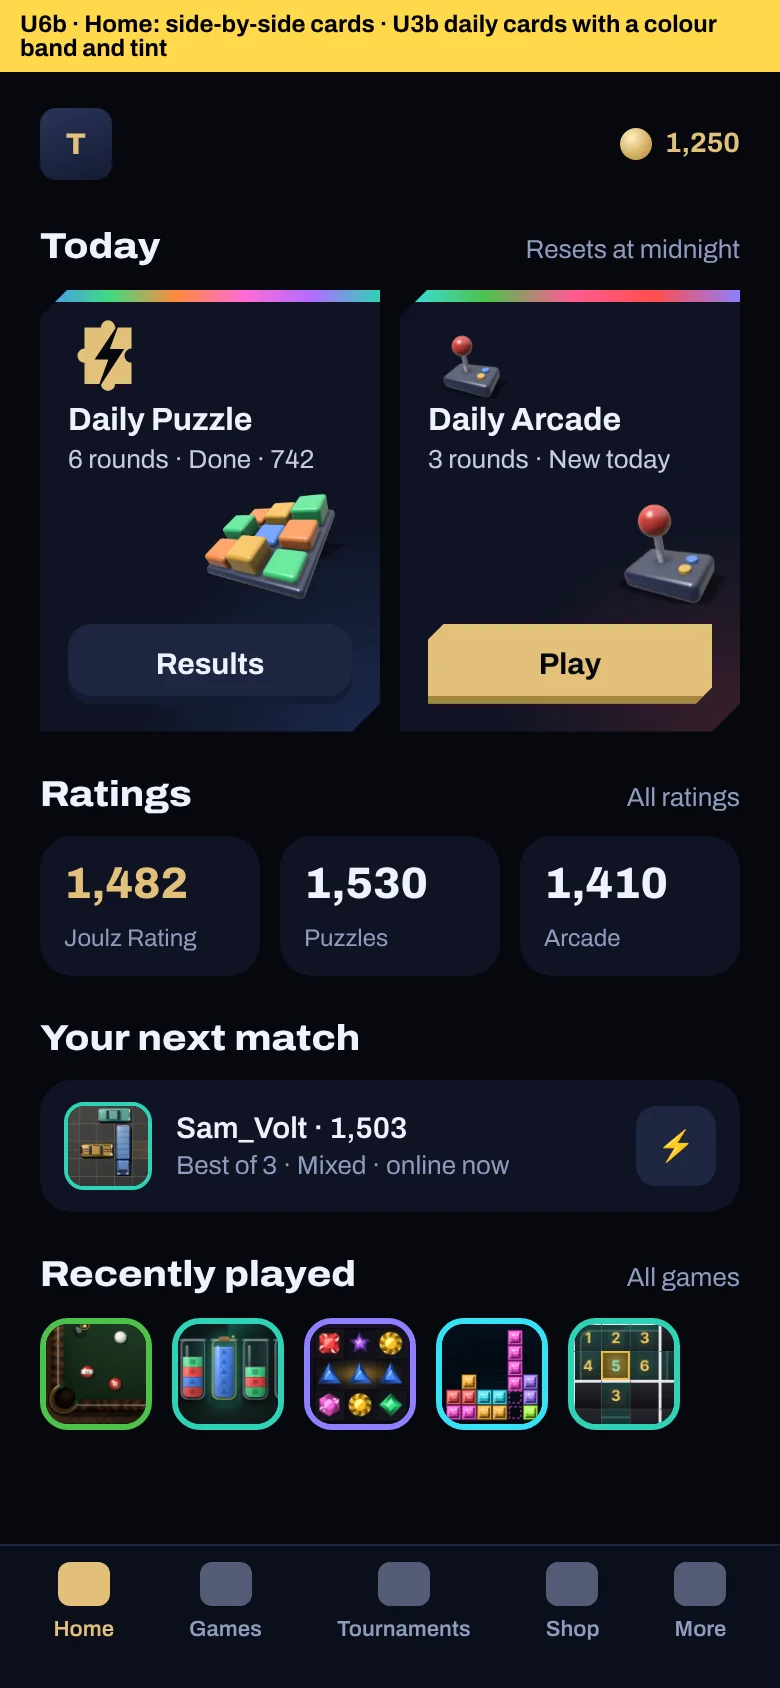 U6b · Home: side-by-side cards · U3b daily cards with a colour
band and tint
T
1,250
Today
Resets at midnight
Daily Puzzle
6 rounds · Done · 742
Results
Daily Arcade
3 rounds · New today
Play
Ratings
All ratings
1,482
Joulz Rating
1,530
Puzzles
1,410
Arcade
Your next match
Sam_Volt · 1,503
Best of 3 · Mixed · online now
Recently played
All games
1 2 3
4 5 6
3
Home
Games
Tournaments
Shop
More